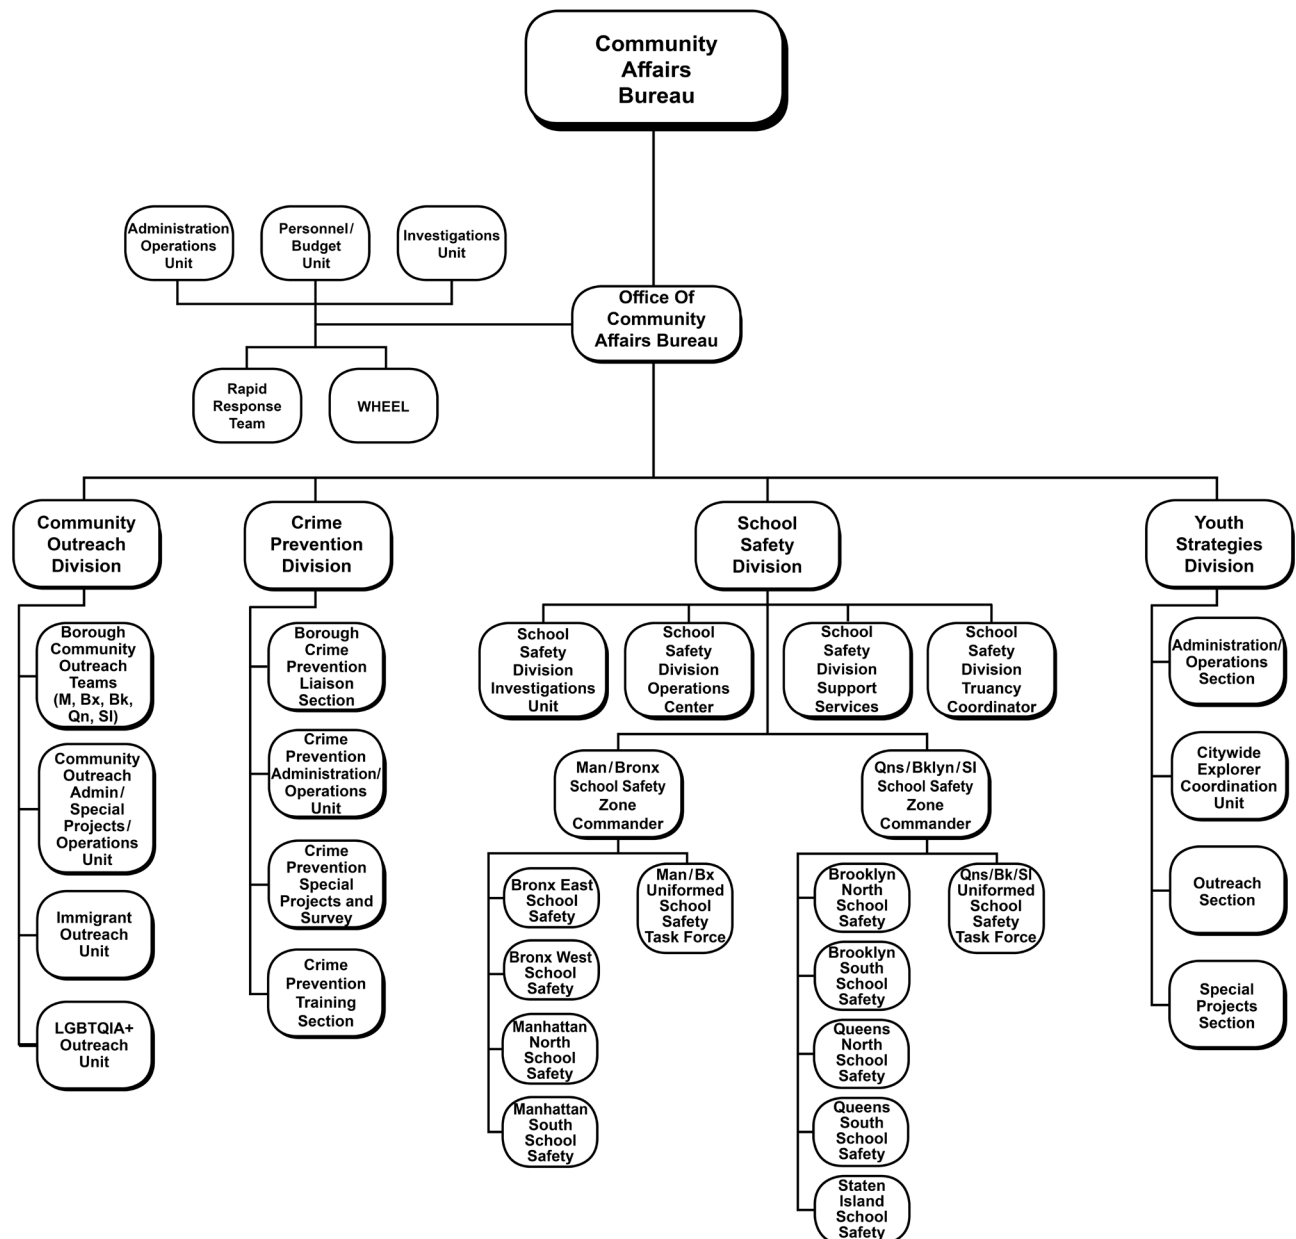 Community
Affairs
Bureau
Administration
Operations
Unit
Personnel/
Budget
Unit
Investigations
Unit
Office Of
Community
Affairs Bureau
Rapid
Response
Team
WHEEL
Community
Outreach
Division
Crime
Prevention
Division
School
Safety
Division
Youth
Strategies
Division
Borough
Community
Outreach
Teams
(M, Bx, Bk,
Qn, SI)
Community
Outreach
Admin/
Special
Projects/
Operations
Unit
Immigrant
Outreach
Unit
LGBTQIA+
Outreach
Unit
Borough
Crime
Prevention
Liaison
Section
Crime
Prevention
Administration/
Operations
Unit
Crime
Prevention
Special
Projects and
Survey
Crime
Prevention
Training
Section
School
Safety
Division
Investigations
Unit
School
Safety
Division
Operations
Center
School
Safety
Division
Support
Services
School
Safety
Division
Truancy
Coordinator
Man/Bronx
School Safety
Zone
Commander
Qns/Bklyn/SI
School Safety
Zone
Commander
Bronx East
School
Safety
Bronx West
School
Safety
Manhattan
North
School
Safety
Manhattan
South
School
Safety
Man/Bx
Uniformed
School
Safety
Task Force
Brooklyn
North
School
Safety
Brooklyn
South
School
Safety
Queens
North
School
Safety
Queens
South
School
Safety
Staten
Island
School
Safety
Qns/Bk/SI
Uniformed
School
Safety
Task Force
Administration/
Operations
Section
Citywide
Explorer
Coordination
Unit
Outreach
Section
Special
Projects
Section